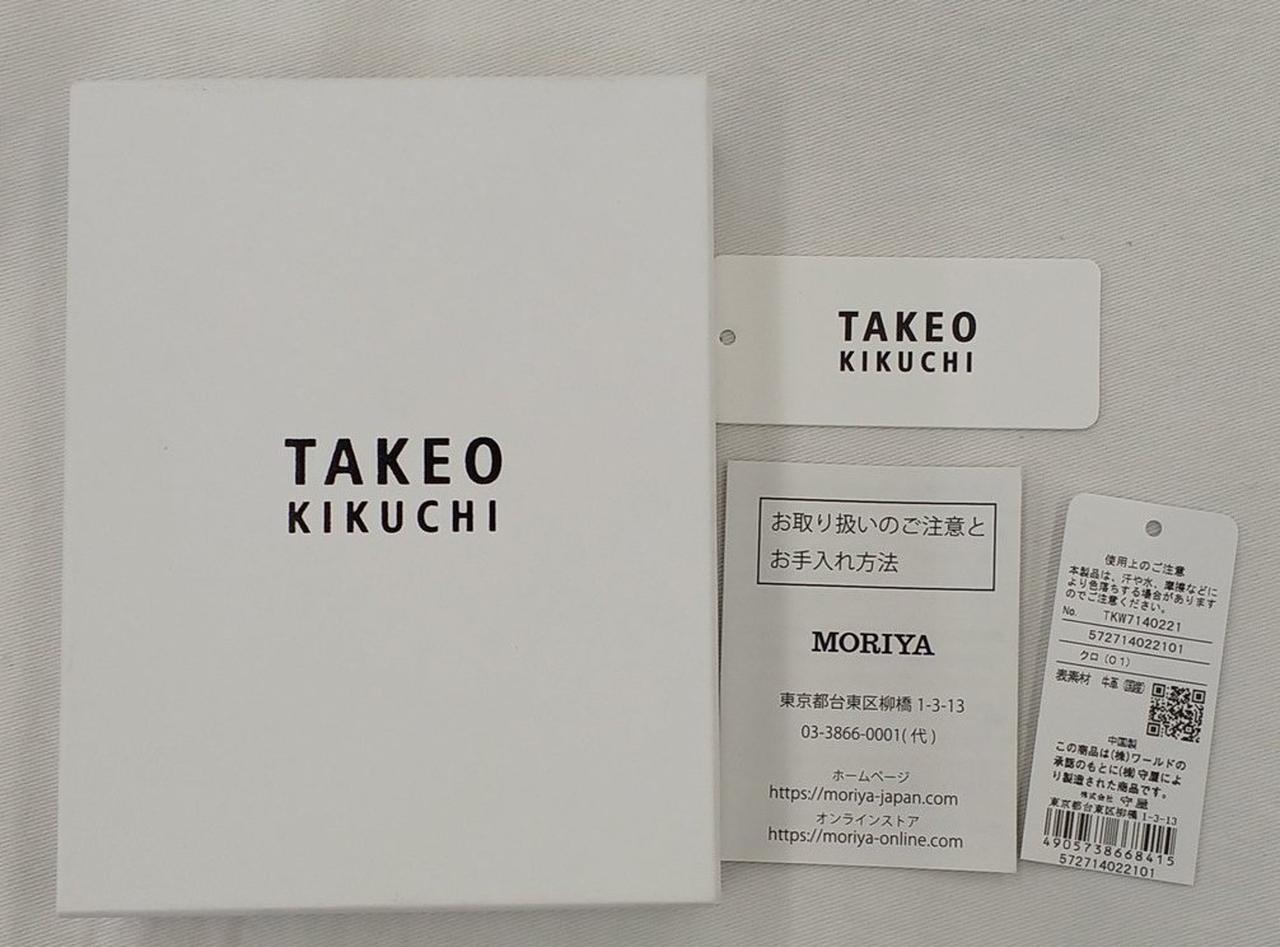 TAKEO
KIKUCHI
TAKEO
KIKUCHI
お取り扱いのご注意と
お手入れ方法
MORIYA
東京都台東区柳橋 1-3-13
03-3866-0001(代)
ホームページ
https://moriya-japan.com
オンラインストア
https://moriya-online.com
使用上のご注意
本製品は、汗や水、摩擦などに
より色落ちする場合があります
のでご注意ください。
No. TKW7140221
572714022101
クロ(01)
表素材 牛革(国産)
中国製
この商品は(株)ワールドの
承認のもとに(株)守屋によ
り製造された商品です。
株式会社 守屋
東京都台東区柳橋 1-3-13
4905738668415
572714022101